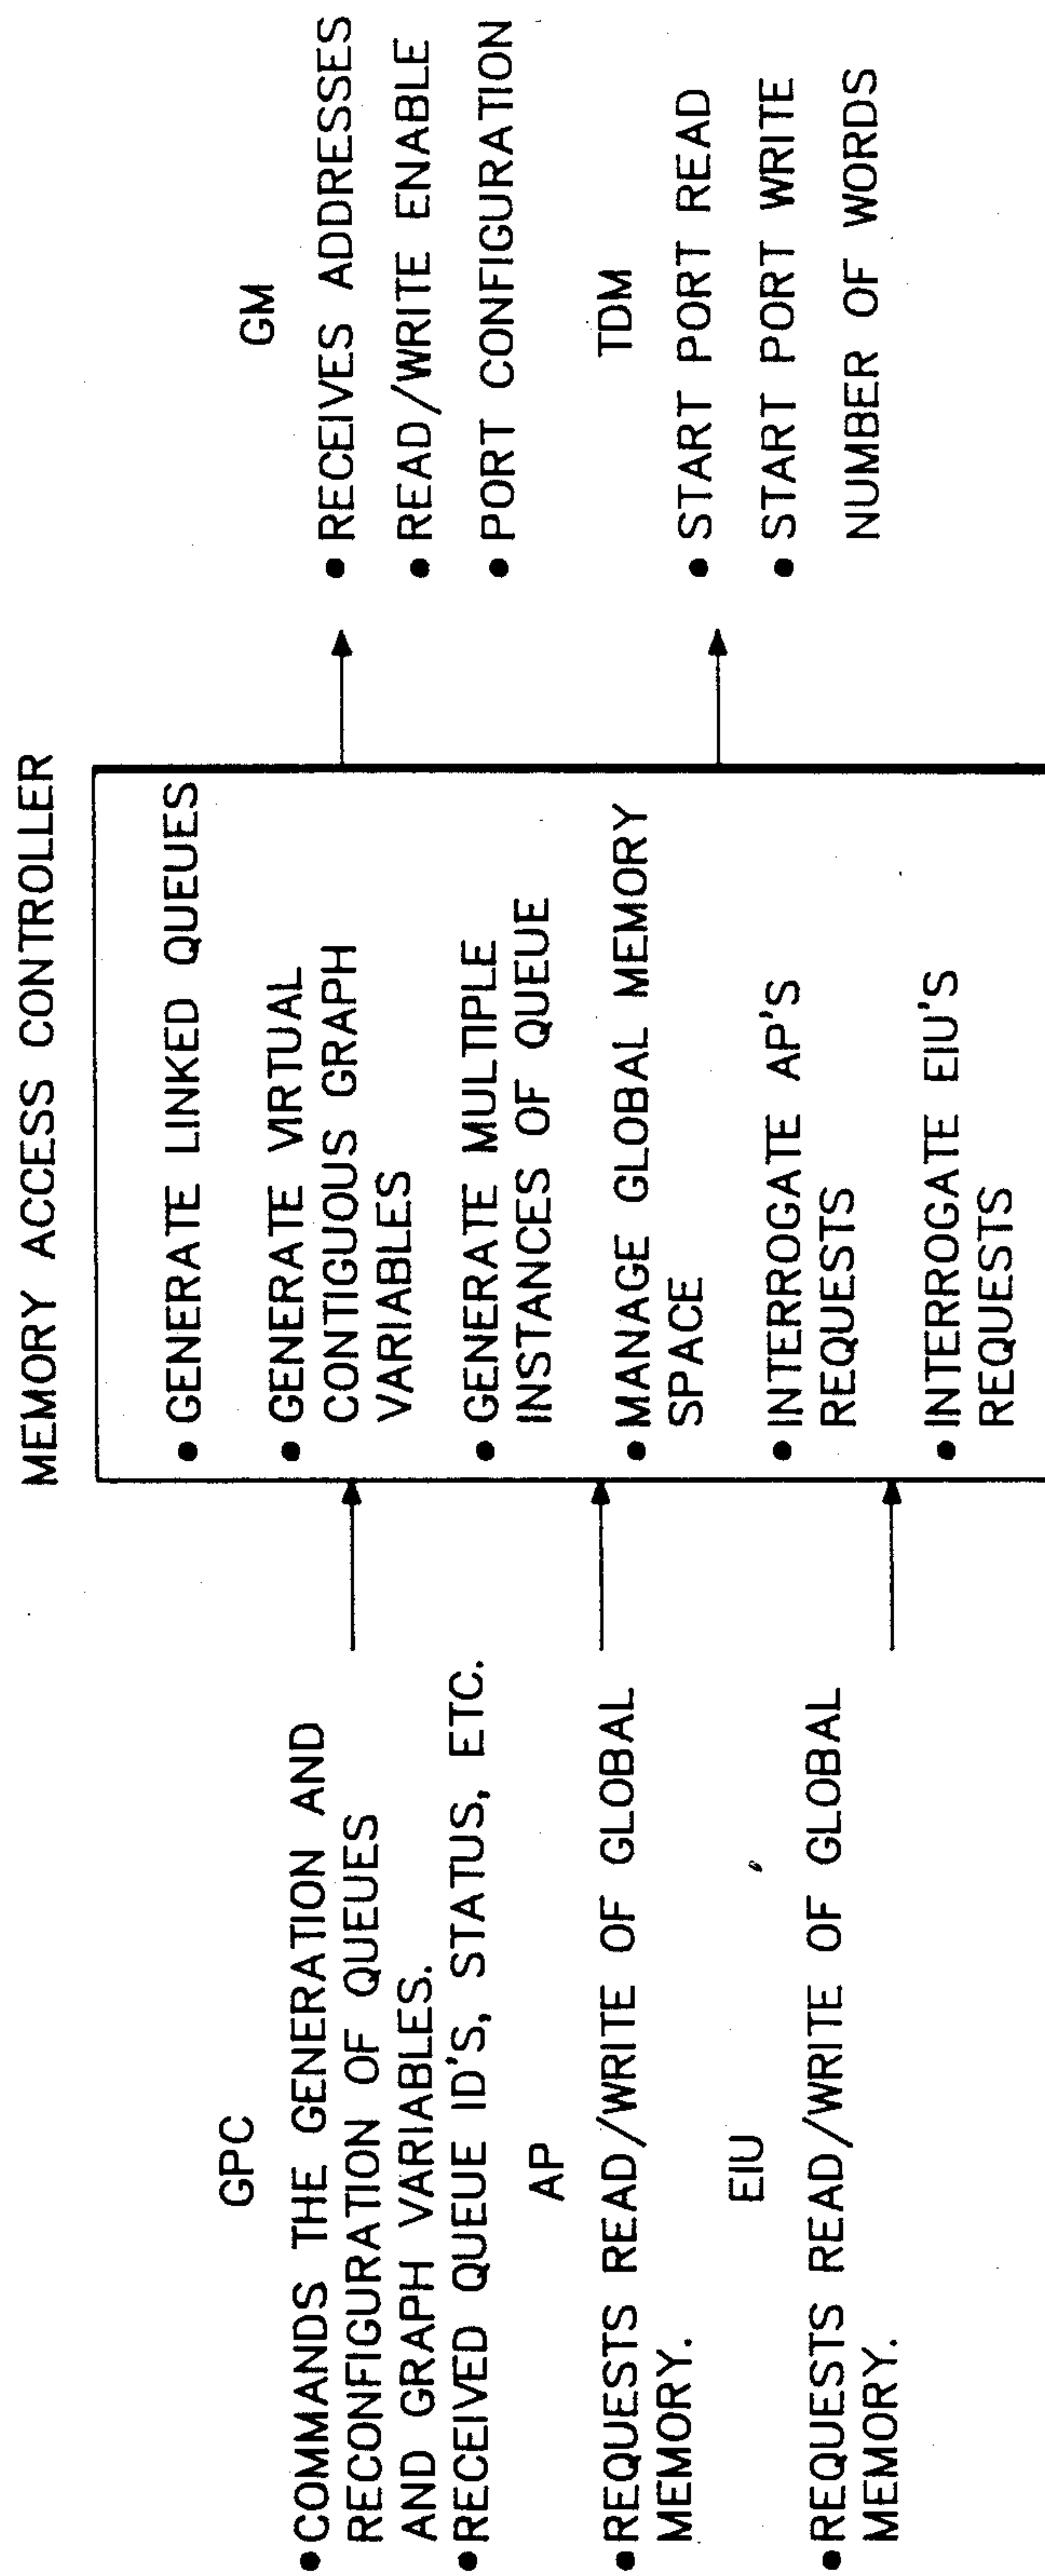 MEMORY ACCESS CONTROLLER
GPC
• COMMANDS THE GENERATION AND
RECONFIGURATION OF QUEUES
AND GRAPH VARIABLES.
• RECEIVED QUEUE ID'S, STATUS, ETC.
AP
• REQUESTS READ/WRITE OF GLOBAL
MEMORY.
EIU
• REQUESTS READ/WRITE OF GLOBAL
MEMORY.
• GENERATE LINKED QUEUES
• GENERATE VIRTUAL
CONTIGUOUS GRAPH
VARIABLES
• GENERATE MULTIPLE
INSTANCES OF QUEUE
• MANAGE GLOBAL MEMORY
SPACE
• INTERROGATE AP'S
REQUESTS
• INTERROGATE EIU'S
REQUESTS
GM
• RECEIVES ADDRESSES
• READ/WRITE ENABLE
• PORT CONFIGURATION
TDM
• START PORT READ
• START PORT WRITE
NUMBER OF WORDS